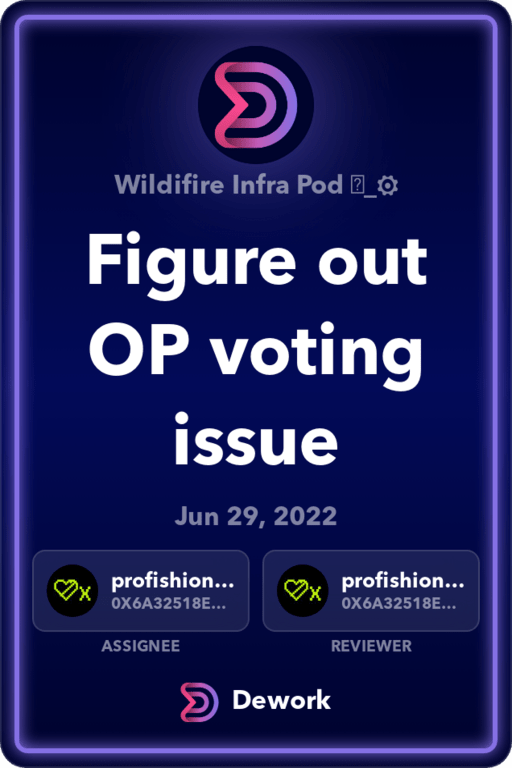 Wildifire Infra Pod �_⚙
Figure out
OP voting
issue
Jun 29, 2022
profishion...
0X6A32518E...
profishion...
0X6A32518E...
ASSIGNEE
REVIEWER
Dework